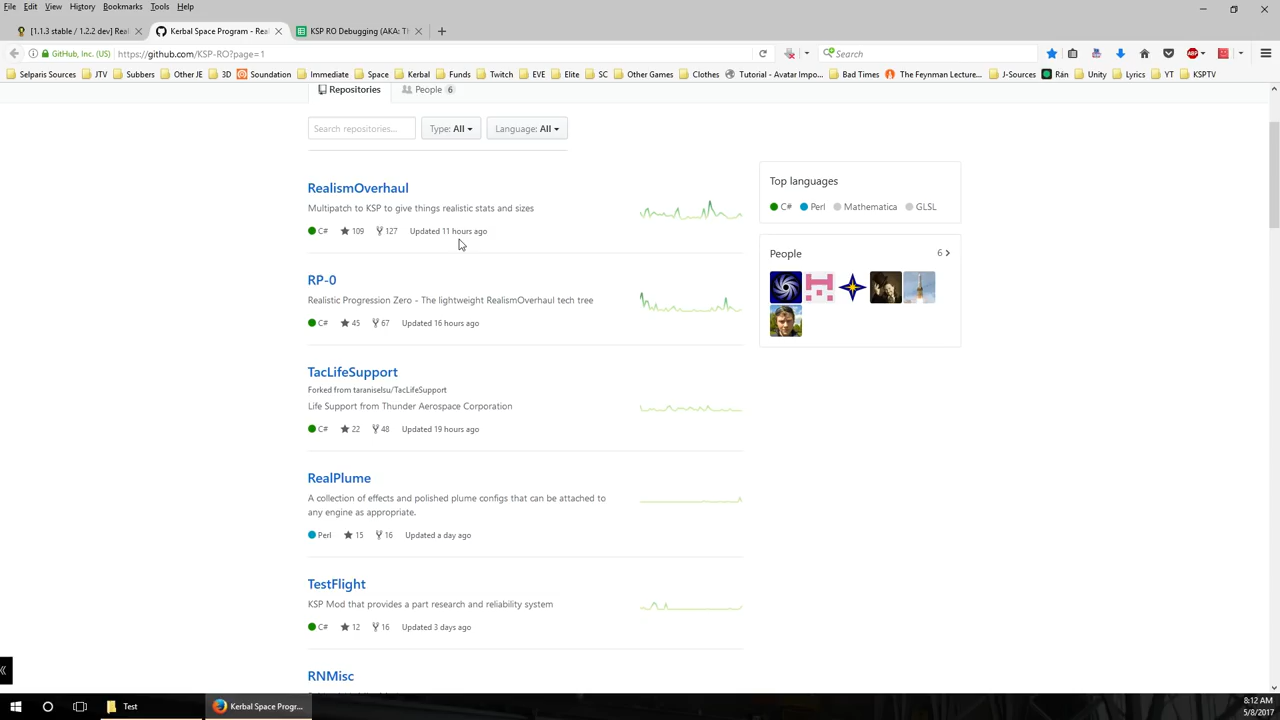 File Edit View History Bookmarks Tools Help
[1.1.3 stable / 1.2.2 dev] Real
Kerbal Space Program - Rea
KSP RO Debugging (AKA: Th
GitHub, Inc. (US)
https://github.com/KSP-RO?page=1
Search
Selparis Sources JTV Subbers Other JE 3D Soundation Immediate Space Kerbal Funds Twitch EVE Elite SC Other Games Clothes Tutorial - Avatar Impo... Bad Times The Feynman Lecture... J-Sources Rán Unity Lyrics YT KSPTV
Repositories People 6
Search repositories... Type: All Language: All
RealismOverhaul
Multipatch to KSP to give things realistic stats and sizes
C# 109 127 Updated 11 hours ago
RP-0
Realistic Progression Zero - The lightweight RealismOverhaul tech tree
C# 45 67 Updated 16 hours ago
TacLifeSupport
Forked from taraniselsu/TacLifeSupport
Life Support from Thunder Aerospace Corporation
C# 22 48 Updated 19 hours ago
RealPlume
A collection of effects and polished plume configs that can be attached to
any engine as appropriate.
Perl 15 16 Updated a day ago
TestFlight
KSP Mod that provides a part research and reliability system
C# 12 16 Updated 3 days ago
RNMisc
Top languages
C# Perl Mathematica GLSL
People 6
Test
Kerbal Space Progr...
8:12 AM
5/8/2017